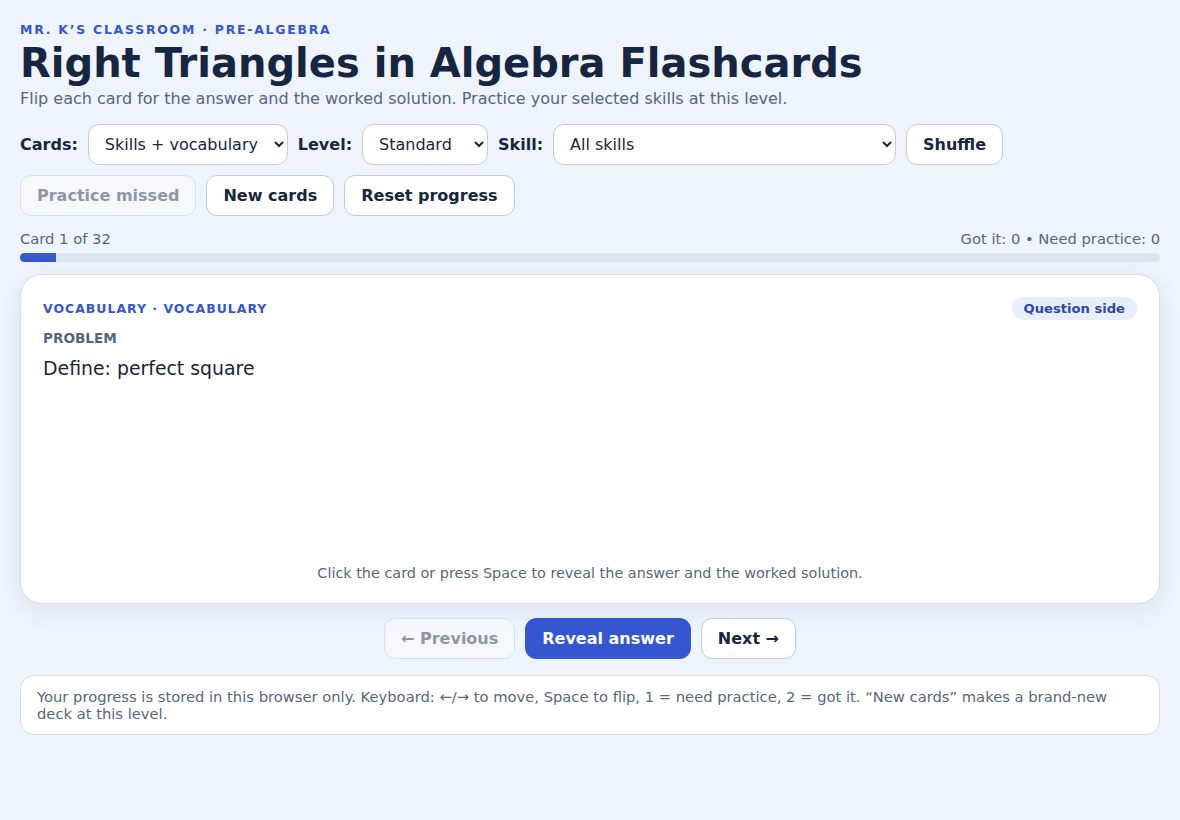 MR. K’S CLASSROOM · PRE-ALGEBRA
Right Triangles in Algebra Flashcards
Flip each card for the answer and the worked solution. Practice your selected skills at this level.
Cards: Skills + vocabulary Level: Standard Skill: All skills Shuffle
Practice missed New cards Reset progress
Card 1 of 32 Got it: 0 • Need practice: 0
VOCABULARY · VOCABULARY Question side
PROBLEM
Define: perfect square
Click the card or press Space to reveal the answer and the worked solution.
← Previous Reveal answer Next →
Your progress is stored in this browser only. Keyboard: ←/→ to move, Space to flip, 1 = need practice, 2 = got it. “New cards” makes a brand-new
deck at this level.